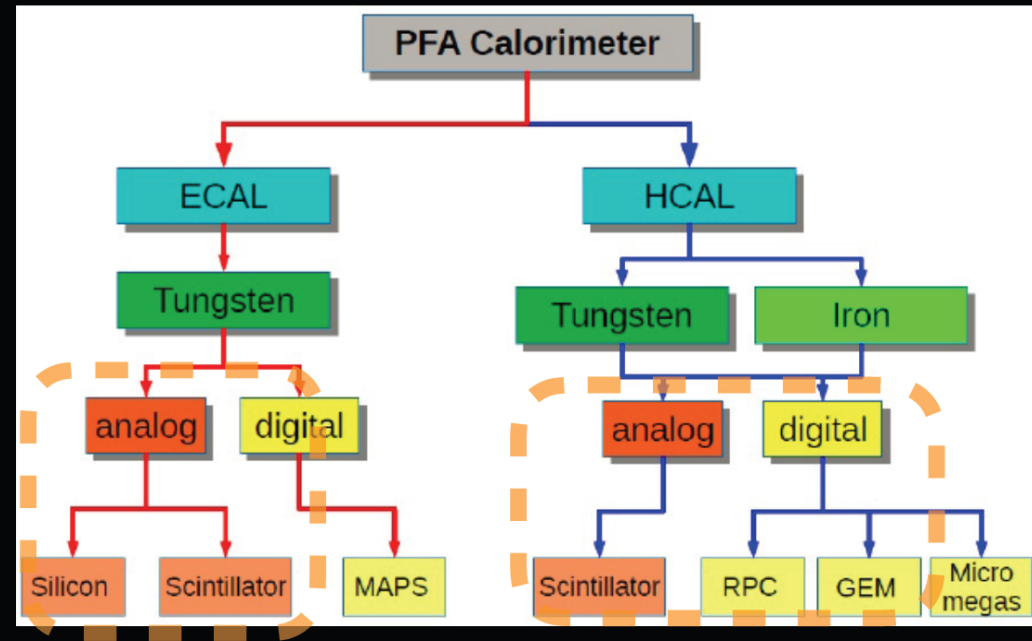 PFA Calorimeter
ECAL
HCAL
Tungsten
Tungsten
Iron
analog
digital
analog
digital
Silicon
Scintillator
MAPS
Scintillator
RPC
GEM
Micro
megas